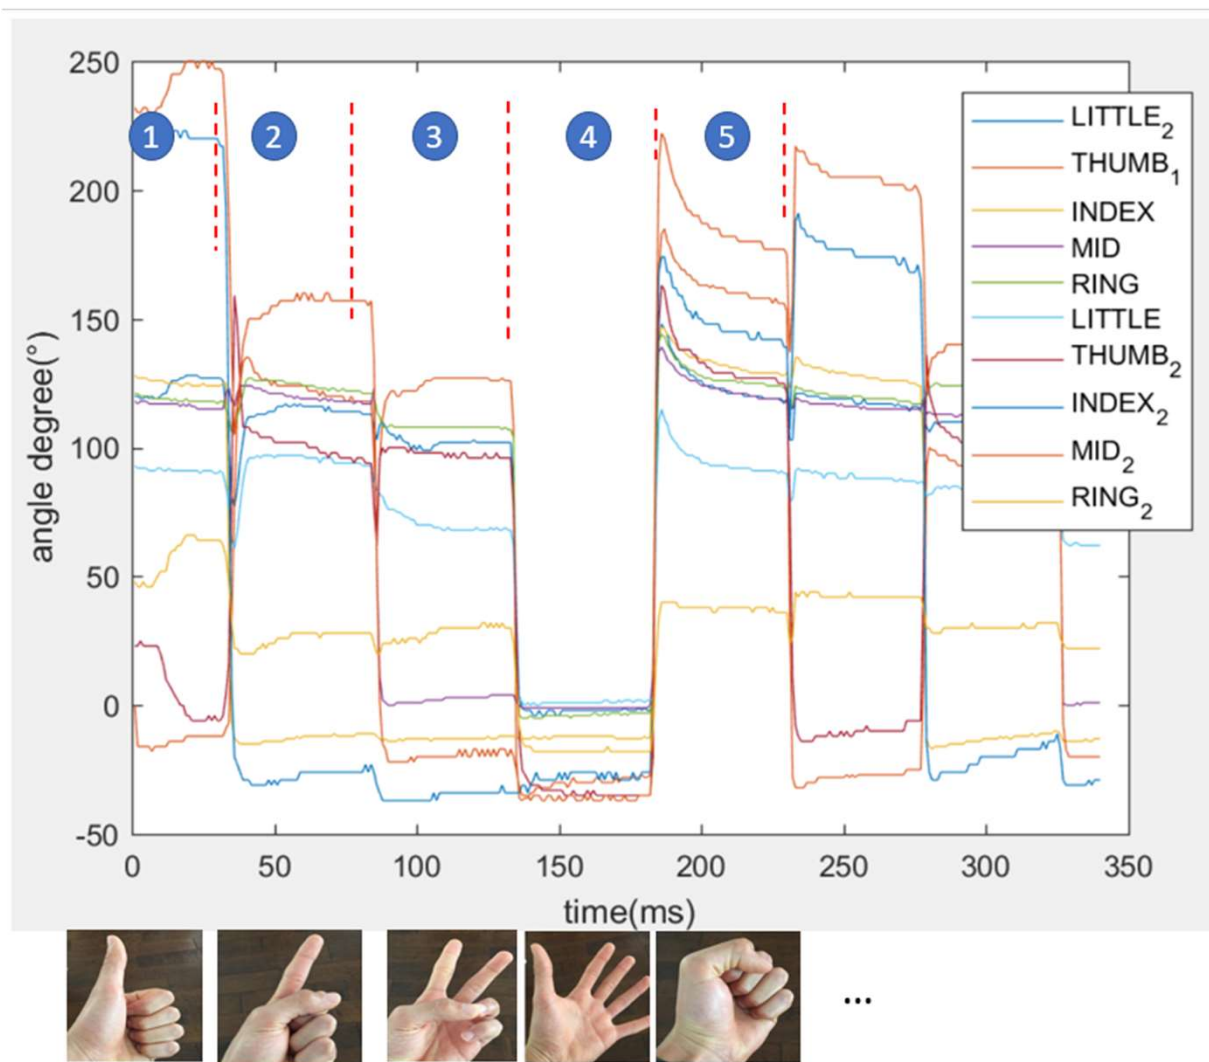 250
200
150
100
50
0
-50
angle degree(°)
1
2
3
4
5
LITTLE₂
THUMB₁
INDEX
MID
RING
LITTLE
THUMB₂
INDEX₂
MID₂
RING₂
0 50 100 150 200 250 300 350
time(ms)
...